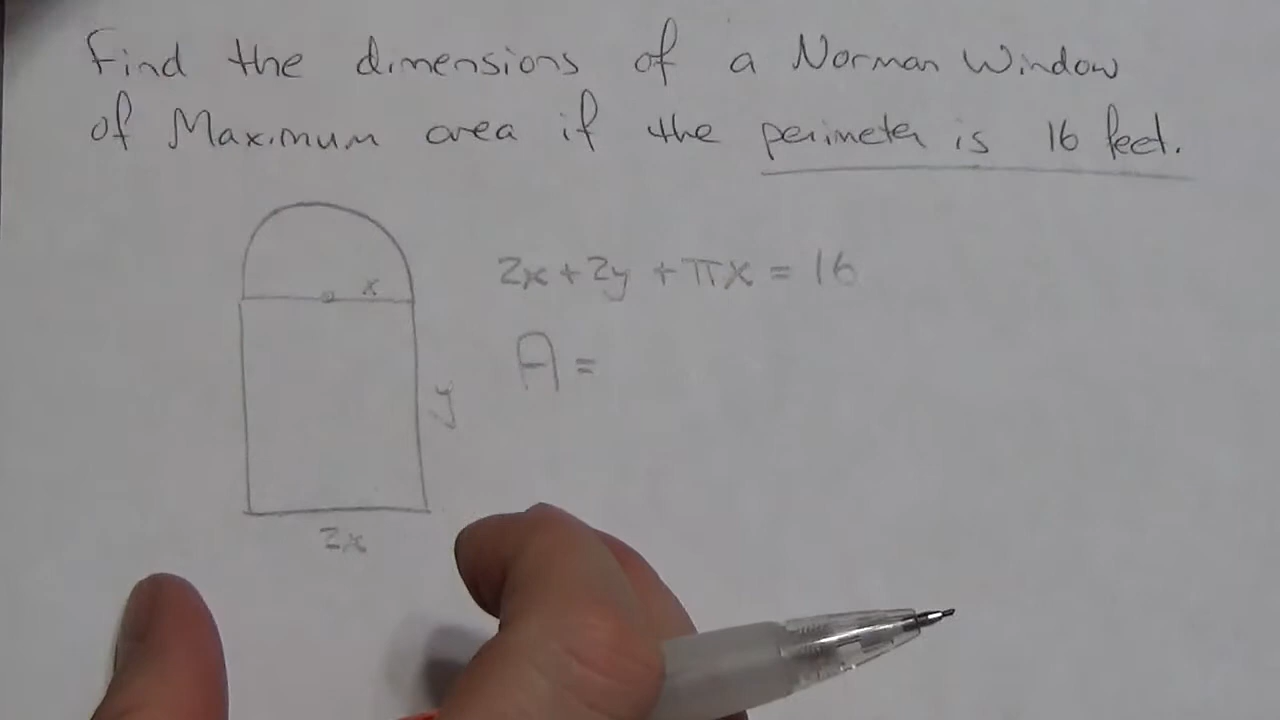 Find the dimensions of a Norman Window
of Maximum area if the perimeter is 16 feet.
2x + 2y + πx = 16
x
A =
y
2x